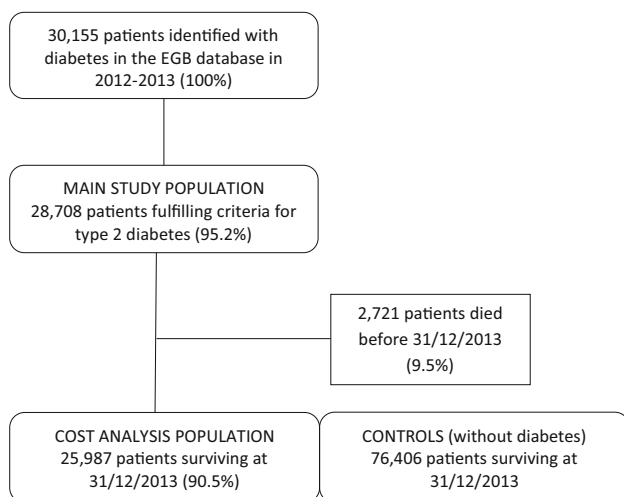 30,155 patients identified with
diabetes in the EGB database in
2012-2013 (100%)
MAIN STUDY POPULATION
28,708 patients fulfilling criteria for
type 2 diabetes (95.2%)
2,721 patients died
before 31/12/2013
(9.5%)
COST ANALYSIS POPULATION
25,987 patients surviving at
31/12/2013 (90.5%)
CONTROLS (without diabetes)
76,406 patients surviving at
31/12/2013